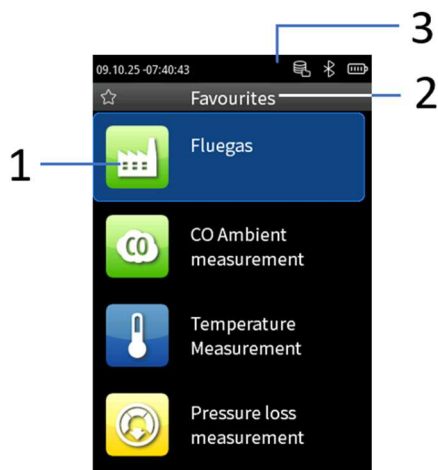 3
09.10.25 -07:40:43
Favourites
2
Fluegas
1
CO
CO Ambient
measurement
Temperature
Measurement
Pressure loss
measurement